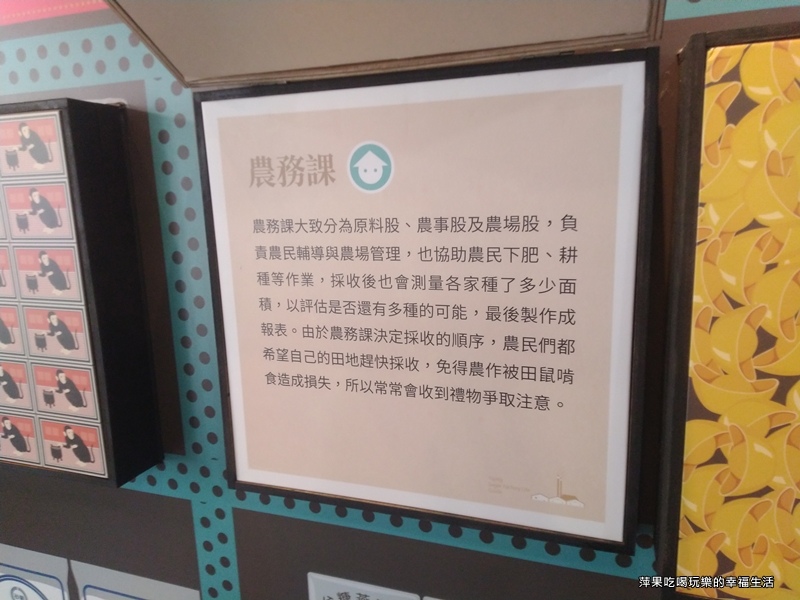 農務課
農務課大致分為原料股、農事股及農場股，負
責農民輔導與農場管理，也協助農民下肥、耕
種等作業，採收後也會測量各家種了多少面
積，以評估是否還有多種的可能，最後製作成
報表。由於農務課決定採收的順序，農民們都
希望自己的田地趕快採收，免得農作被田鼠啃
食造成損失，所以常常會收到禮物爭取注意。
萍果吃喝玩樂的幸福生活